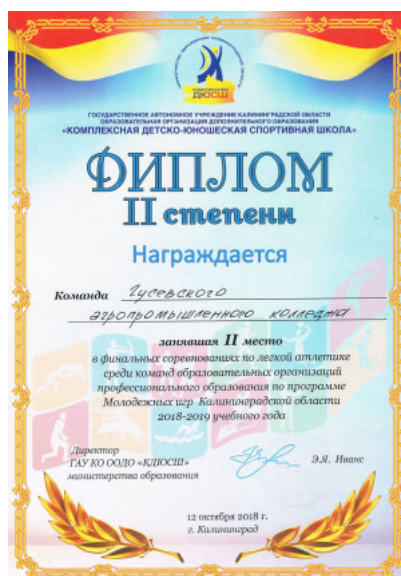 ДЮСШ
ГОСУДАРСТВЕННОЕ АВТОНОМНОЕ УЧРЕЖДЕНИЕ КАЛИНИНГРАДСКОЙ ОБЛАСТИ
ОБРАЗОВАТЕЛЬНАЯ ОРГАНИЗАЦИЯ ДОПОЛНИТЕЛЬНОГО ОБРАЗОВАНИЯ
«КОМПЛЕКСНАЯ ДЕТСКО-ЮНОШЕСКАЯ СПОРТИВНАЯ ШКОЛА»
ДИПЛОМ
II степени
Награждается
Команда Гусевского
агропромышленного колледжа
занявшая II место
в финальных соревнованиях по легкой атлетике
среди команд образовательных организаций
профессионального образования по программе
Молодежных игр Калининградской области
2018-2019 учебного года
Директор
ГАУ КО ООДО «КДЮСШ»
министерства образования
Э.Я. Иванс
12 октября 2018 г.
г. Калининград